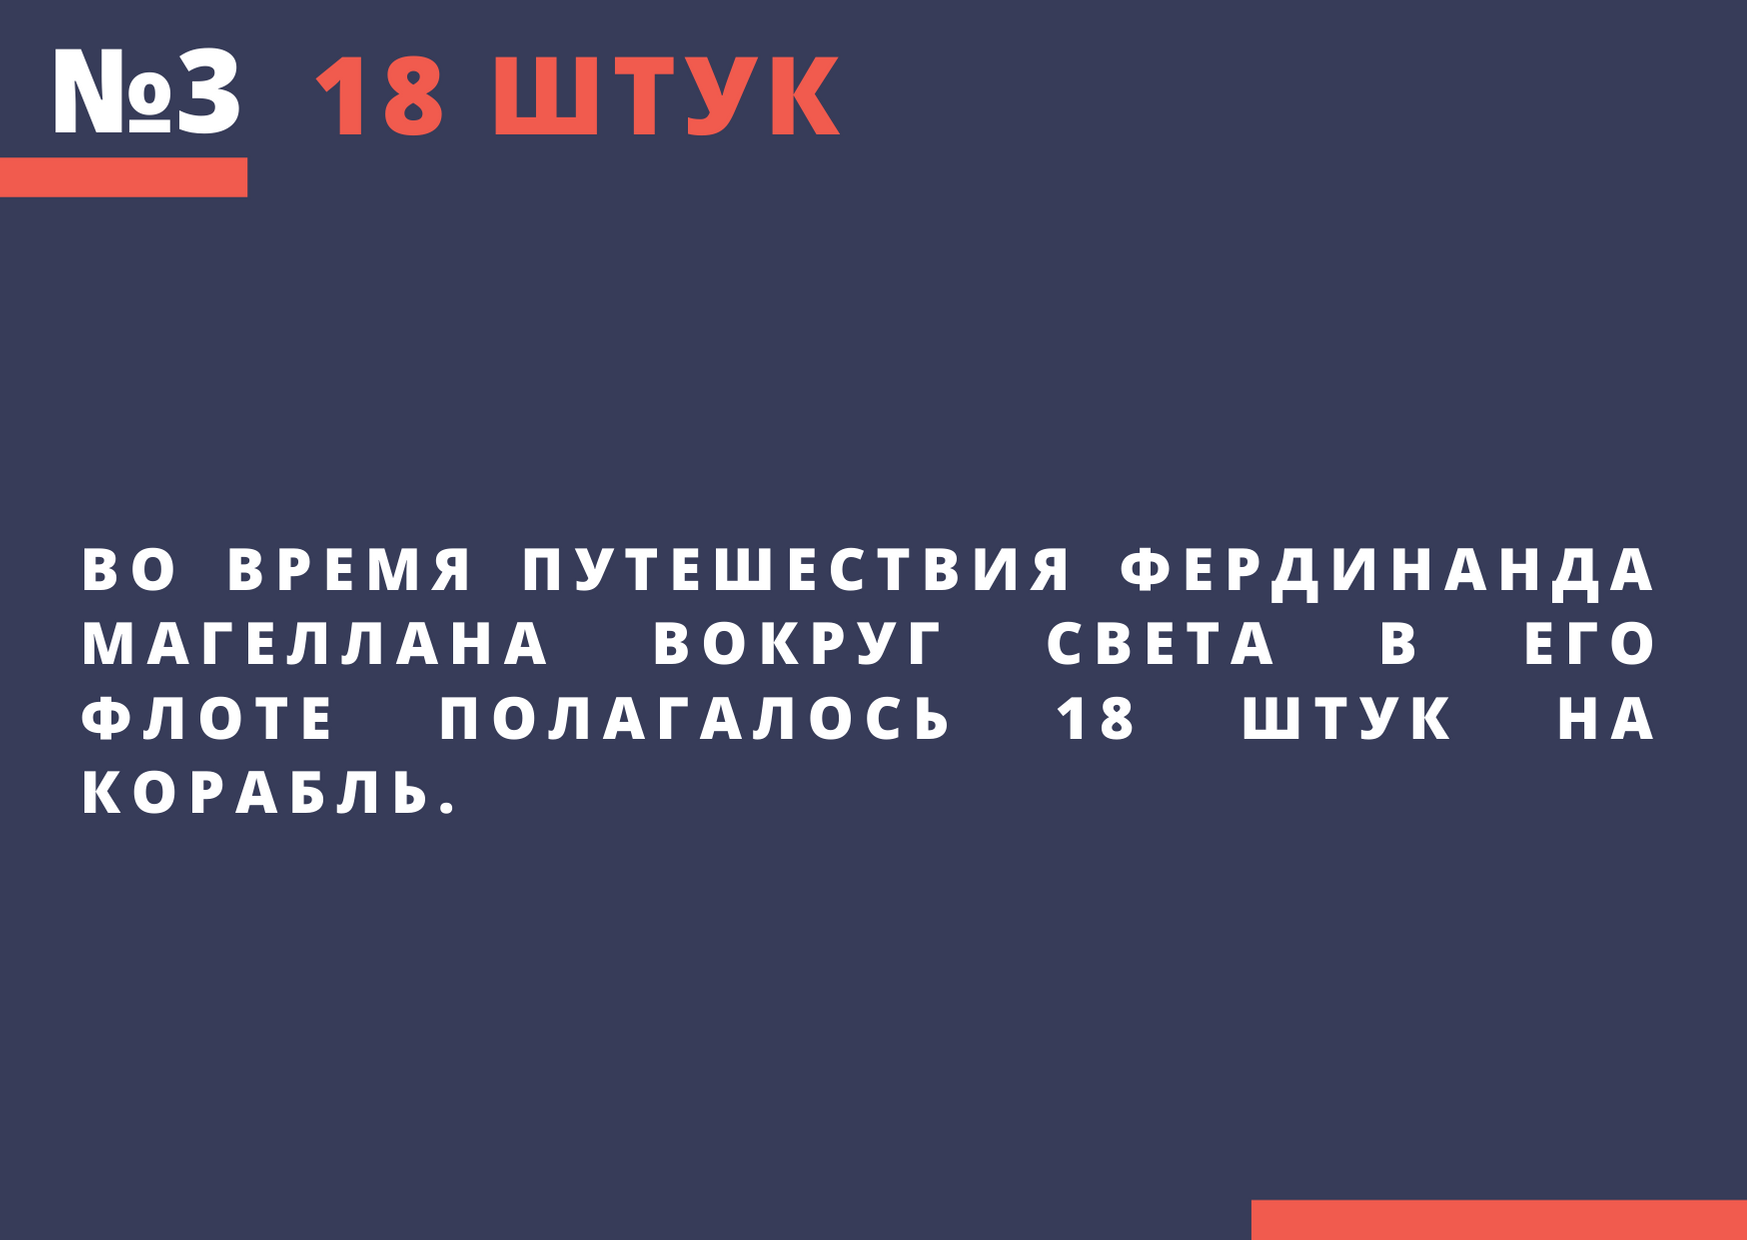 №3 18 ШТУК
ВО ВРЕМЯ ПУТЕШЕСТВИЯ ФЕРДИНАНДА
МАГЕЛЛАНА ВОКРУГ СВЕТА В ЕГО
ФЛОТЕ ПОЛАГАЛОСЬ 18 ШТУК НА
КОРАБЛЬ.